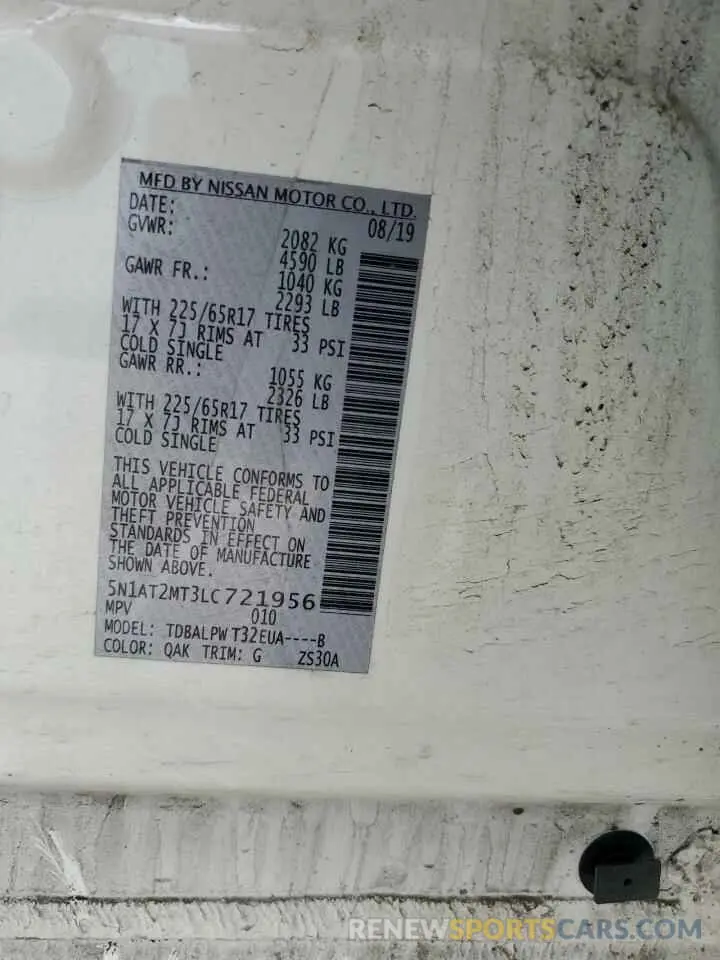 MFD BY NISSAN MOTOR CO., LTD.
DATE: 08/19
GVWR: 2082 KG
4590 LB
GAWR FR.: 1040 KG
2293 LB
WITH 225/65R17 TIRES
17 X 7J RIMS AT 33 PSI
COLD SINGLE
GAWR RR.: 1055 KG
2326 LB
WITH 225/65R17 TIRES
17 X 7J RIMS AT 33 PSI
COLD SINGLE
THIS VEHICLE CONFORMS TO
ALL APPLICABLE FEDERAL
MOTOR VEHICLE SAFETY AND
THEFT PREVENTION
STANDARDS IN EFFECT ON
THE DATE OF MANUFACTURE
SHOWN ABOVE.
5N1AT2MT3LC721956
MPV 010
MODEL: TDBALPW T32EUA----B
COLOR: QAK TRIM: G ZS30A
RENEWSPORTSCARS.COM